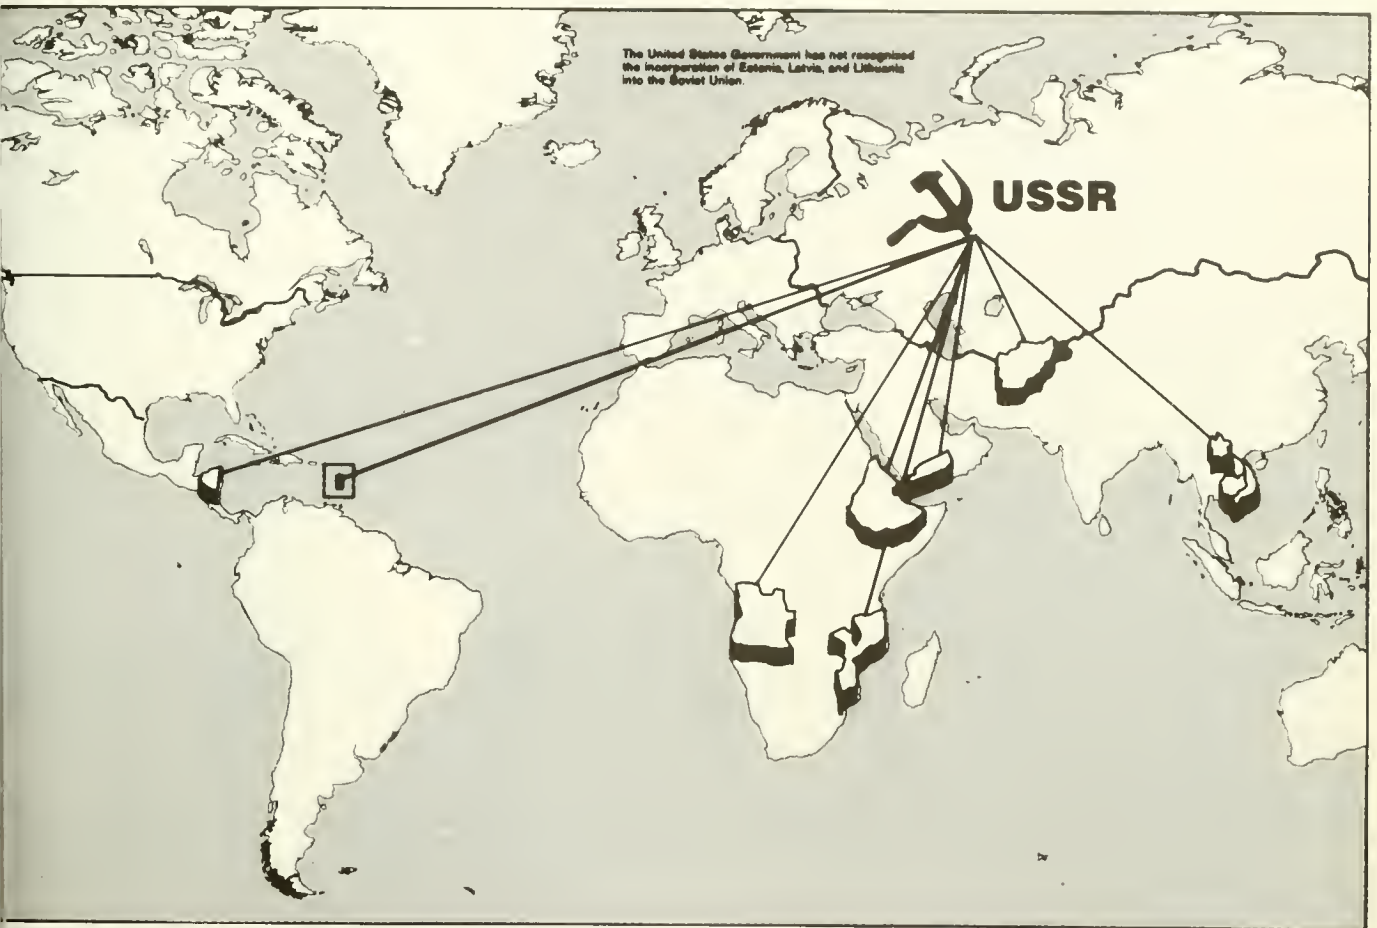 The United States Government has not recognized
the incorporation of Estonia, Latvia, and Lithuania
into the Soviet Union.
USSR